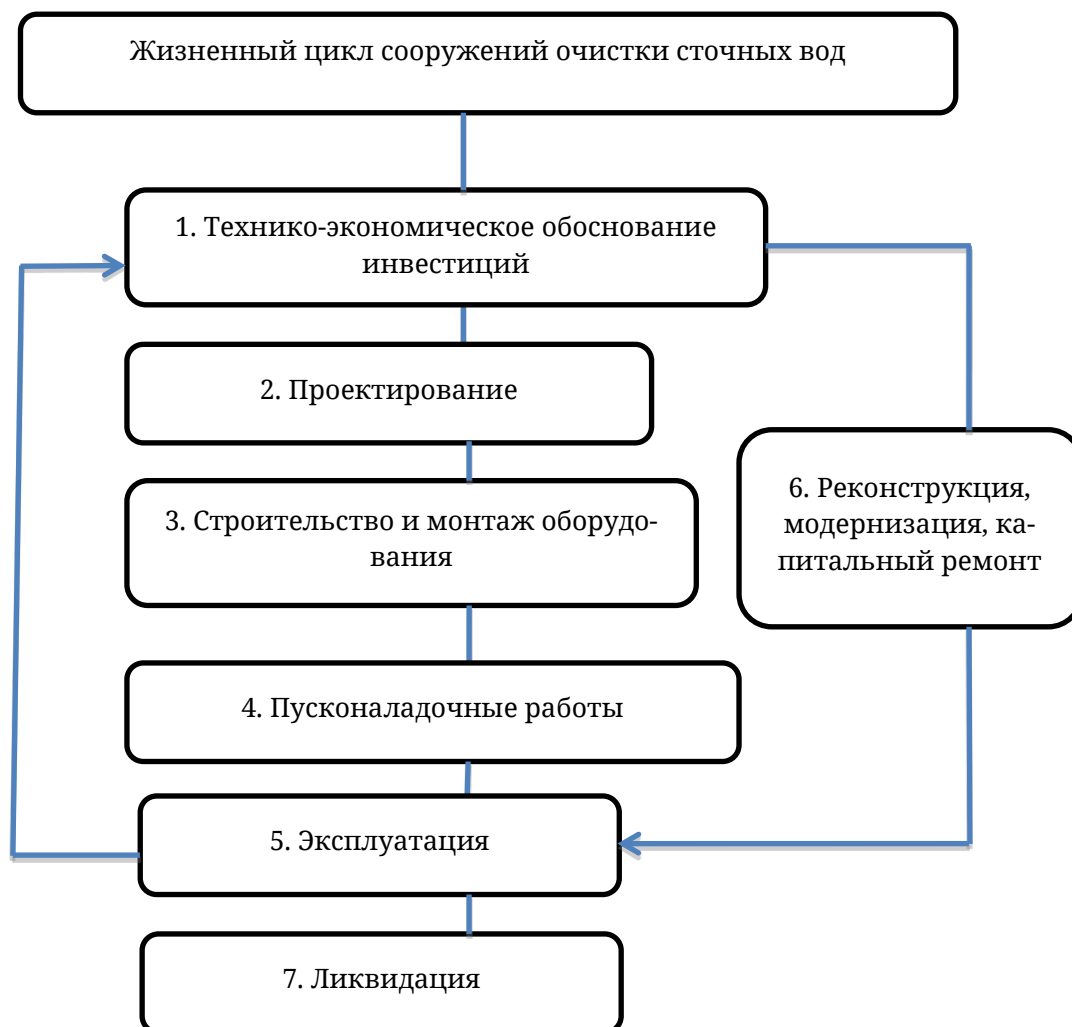 Жизненный цикл сооружений очистки сточных вод
1. Технико-экономическое обоснование
инвестиций
2. Проектирование
3. Строительство и монтаж оборудо-
вания
6. Реконструкция,
модернизация, ка-
питальный ремонт
4. Пусконаладочные работы
5. Эксплуатация
7. Ликвидация